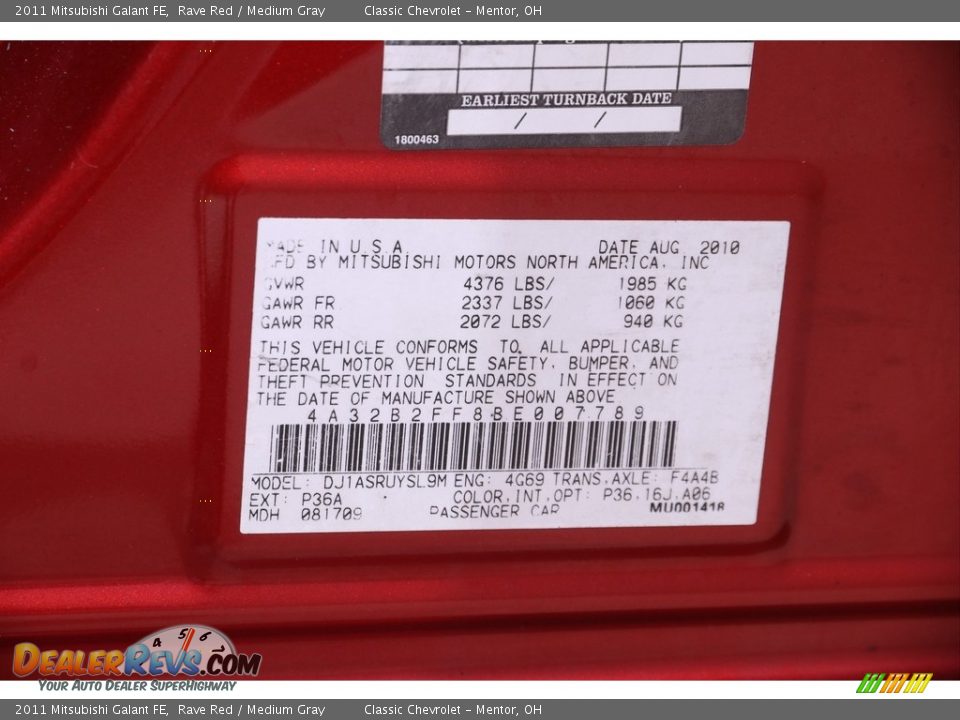 2011 Mitsubishi Galant FE, Rave Red / Medium Gray Classic Chevrolet – Mentor, OH
EARLIEST TURNBACK DATE
/ /
1800463
MADE IN U.S.A. DATE AUG. 2010
MFD BY MITSUBISHI MOTORS NORTH AMERICA, INC
GVWR 4376 LBS/ 1985 KG
GAWR FR 2337 LBS/ 1060 KG
GAWR RR 2072 LBS/ 940 KG
THIS VEHICLE CONFORMS TO ALL APPLICABLE
FEDERAL MOTOR VEHICLE SAFETY, BUMPER, AND
THEFT PREVENTION STANDARDS IN EFFECT ON
THE DATE OF MANUFACTURE SHOWN ABOVE
4A32B2FF8BE007789
MODEL: DJ1ASRUYSL9M ENG: 4G69 TRANS.AXLE: F4A4B
EXT: P36A COLOR,INT,OPT: P36,16J,A06
MDH 081709 PASSENGER CAR MU001418
4 5 6
DEALERREVS.COM
YOUR AUTO DEALER SUPERHIGHWAY
2011 Mitsubishi Galant FE, Rave Red / Medium Gray Classic Chevrolet – Mentor, OH